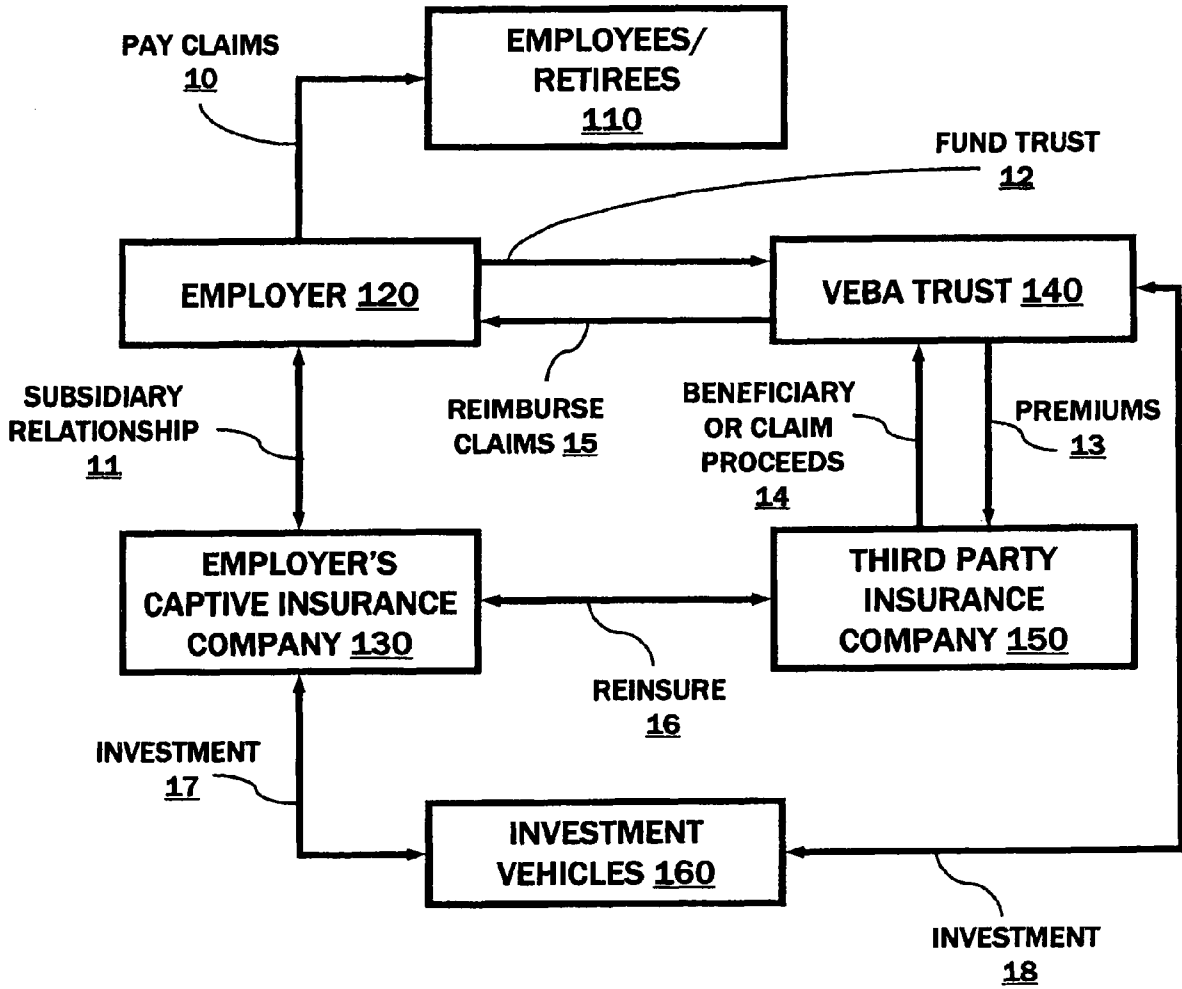 PAY CLAIMS
10
EMPLOYEES/
RETIREES
110
FUND TRUST
12
EMPLOYER 120
VEBA TRUST 140
SUBSIDIARY
RELATIONSHIP
11
REIMBURSE
CLAIMS 15
BENEFICIARY
OR CLAIM
PROCEEDS
14
PREMIUMS
13
EMPLOYER'S
CAPTIVE INSURANCE
COMPANY 130
THIRD PARTY
INSURANCE
COMPANY 150
REINSURE
16
INVESTMENT
17
INVESTMENT
VEHICLES 160
INVESTMENT
18